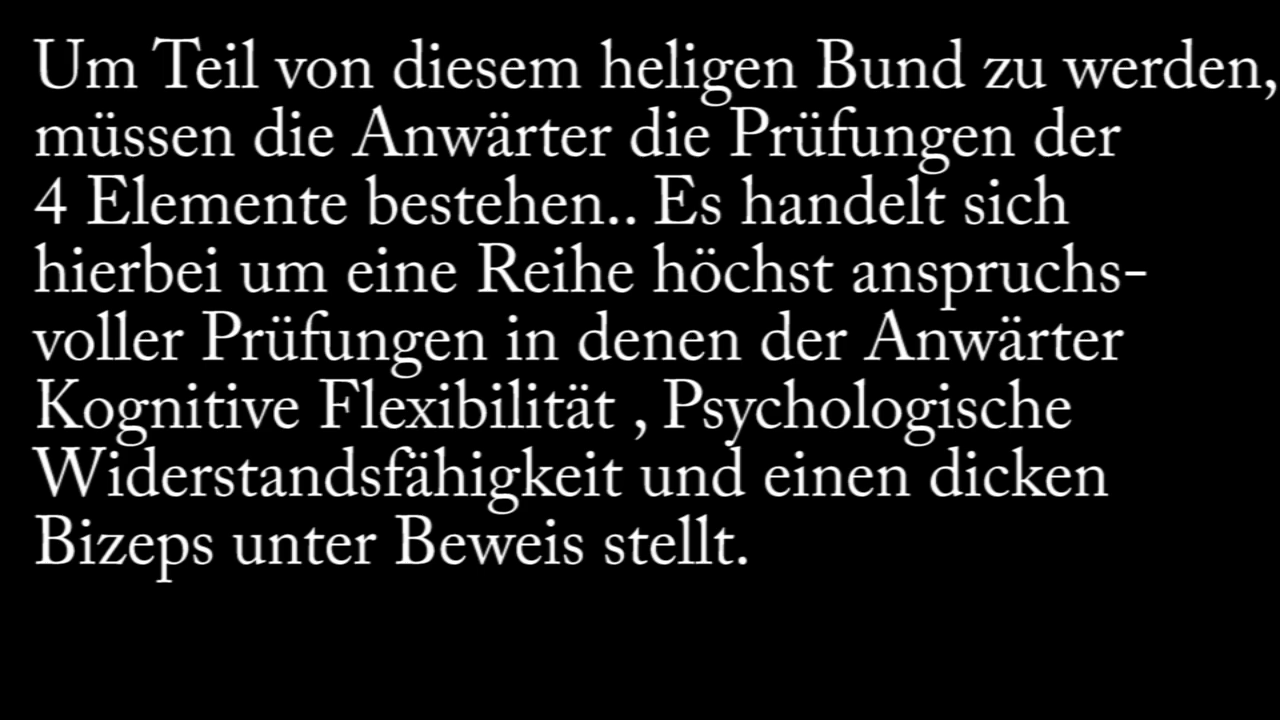 Um Teil von diesem heligen Bund zu werden,
müssen die Anwärter die Prüfungen der
4 Elemente bestehen.. Es handelt sich
hierbei um eine Reihe höchst anspruchs-
voller Prüfungen in denen der Anwärter
Kognitive Flexibilität , Psychologische
Widerstandsfähigkeit und einen dicken
Bizeps unter Beweis stellt.